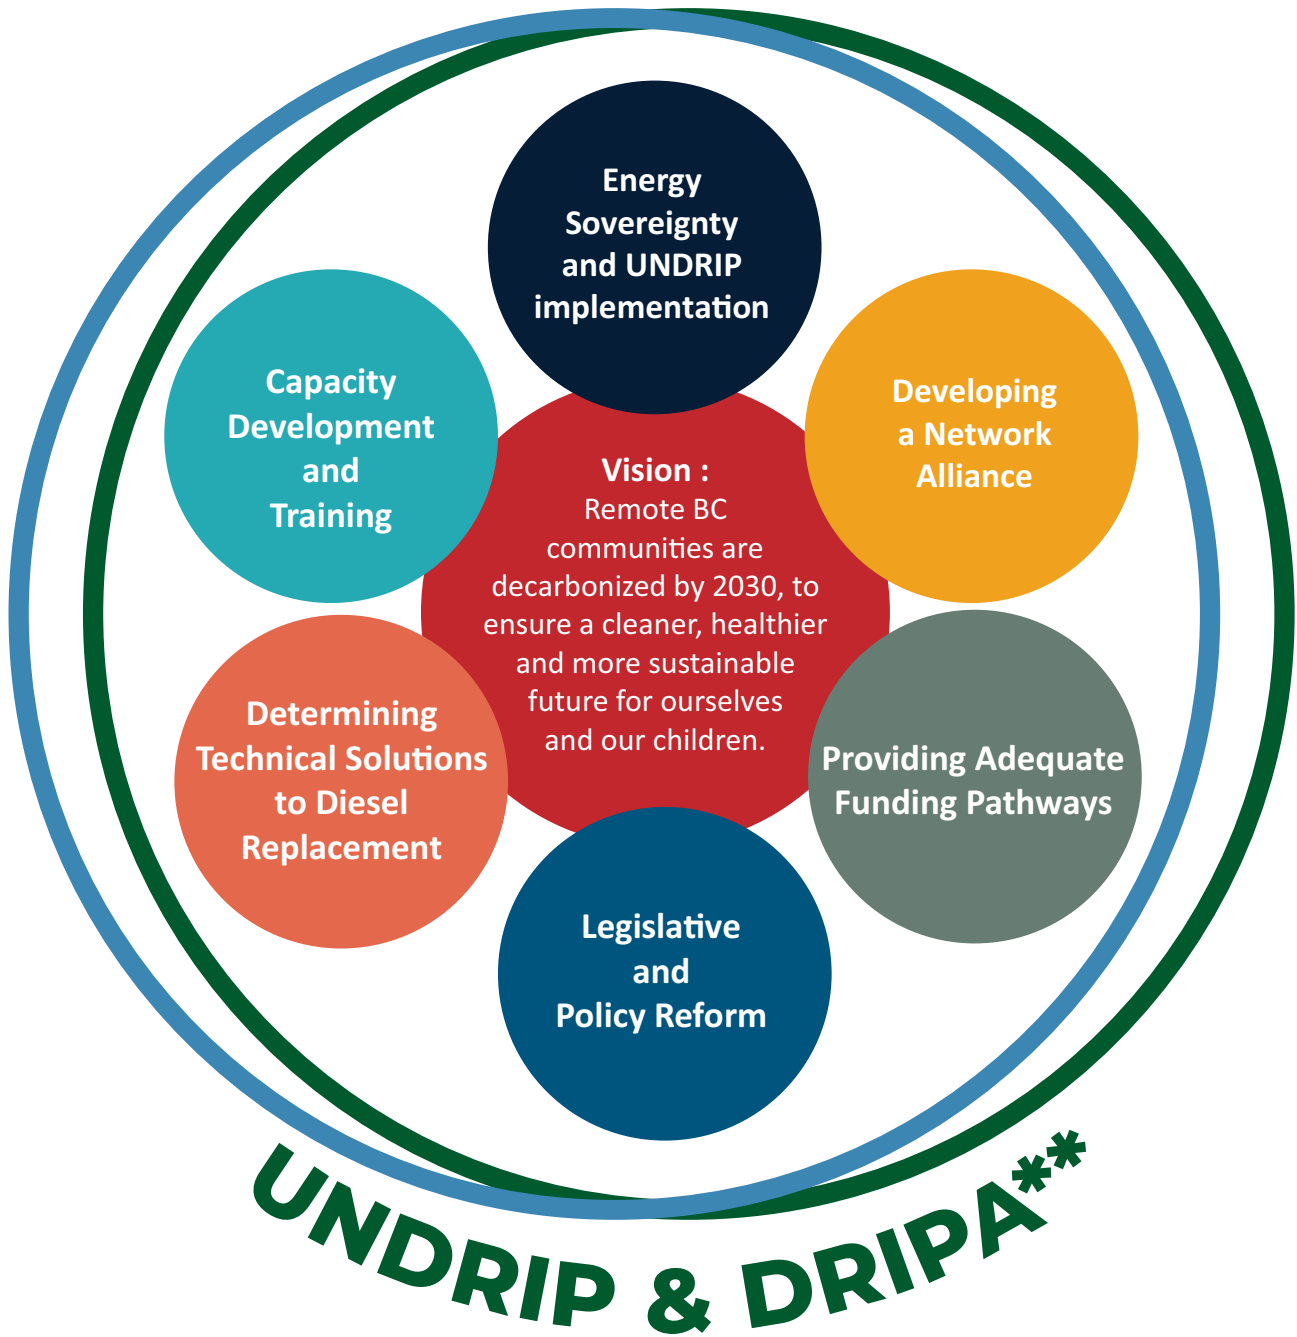 Energy
Sovereignty
and UNDRIP
implementation
Capacity
Development
and
Training
Developing
a Network
Alliance
Vision :
Remote BC
communities are
decarbonized by 2030, to
ensure a cleaner, healthier
and more sustainable
future for ourselves
and our children.
Determining
Technical Solutions
to Diesel
Replacement
Providing Adequate
Funding Pathways
Legislative
and
Policy Reform
UNDRIP & DRIPA**